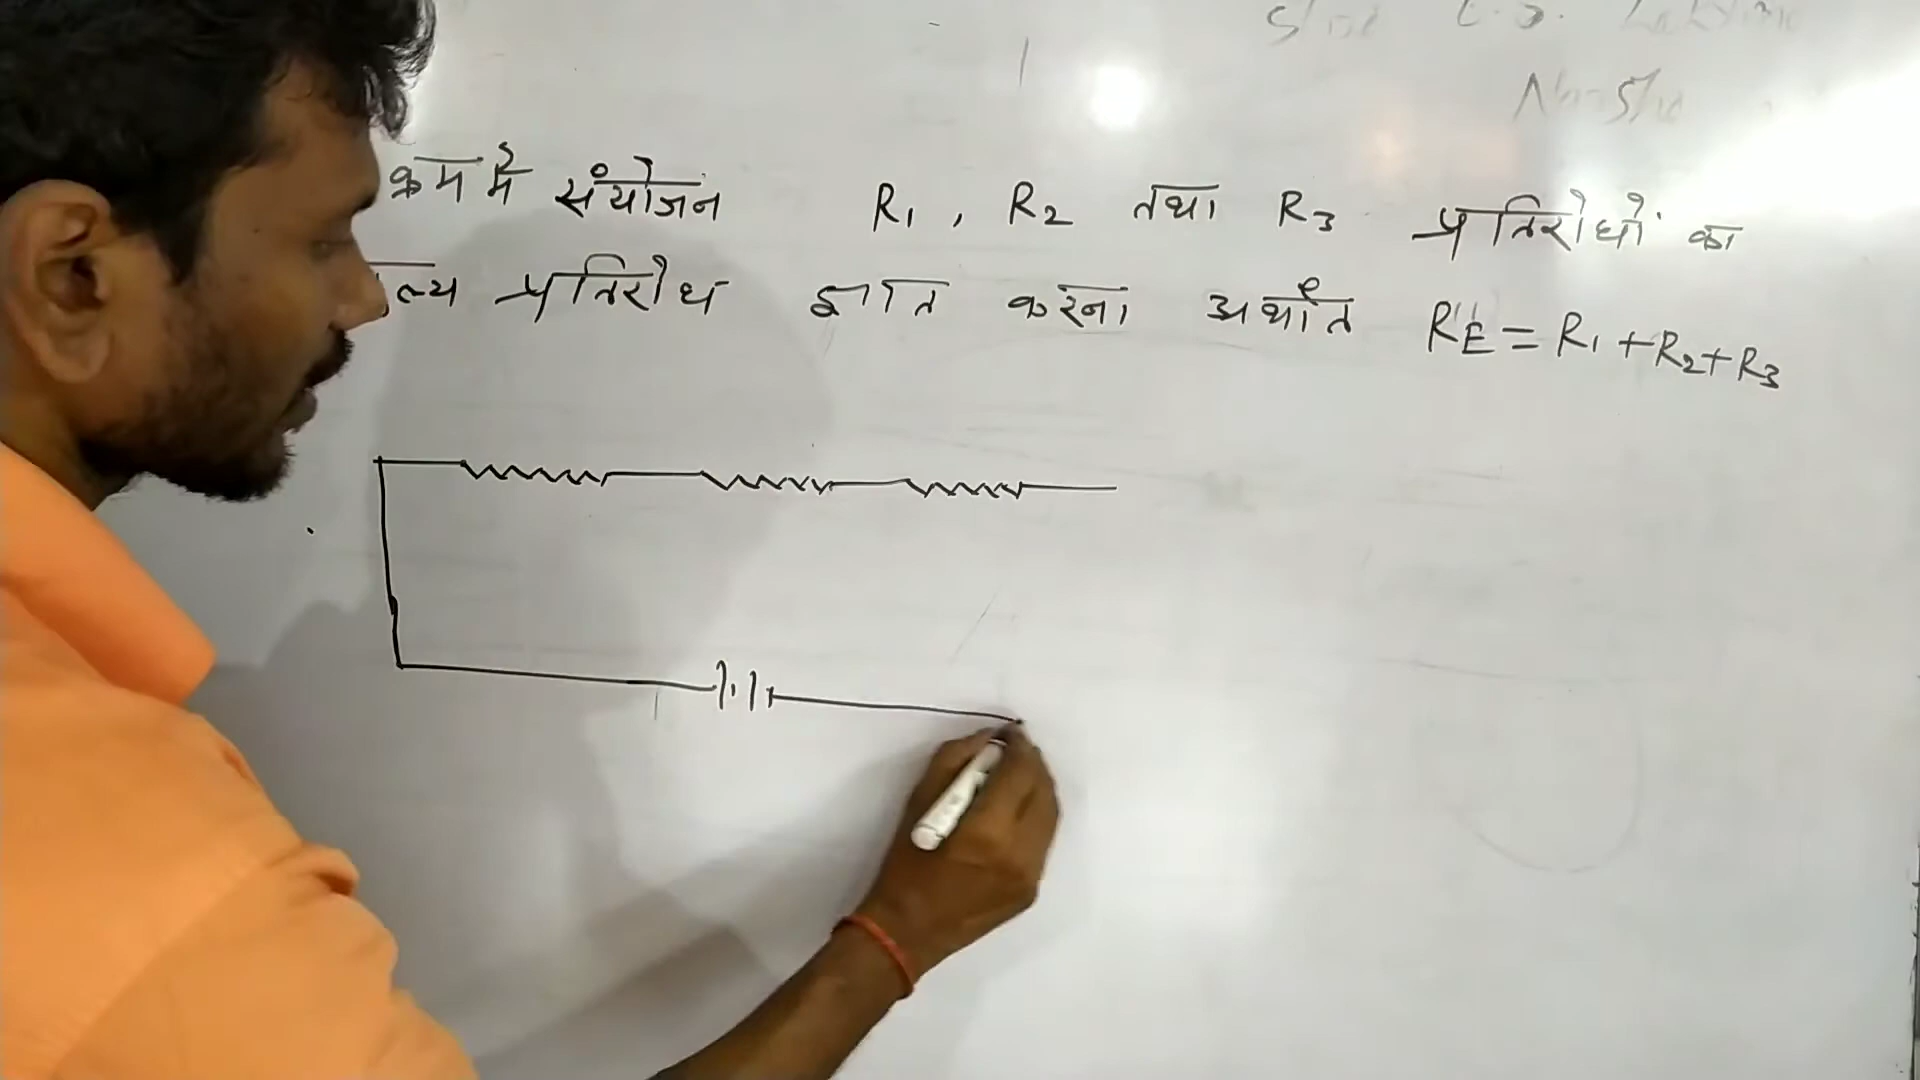 क्रम में संयोजन R1 , R2 तथा R3 प्रतिरोधों का
प्रतिरोध ज्ञात करना अर्थात RE = R1 + R2 + R3